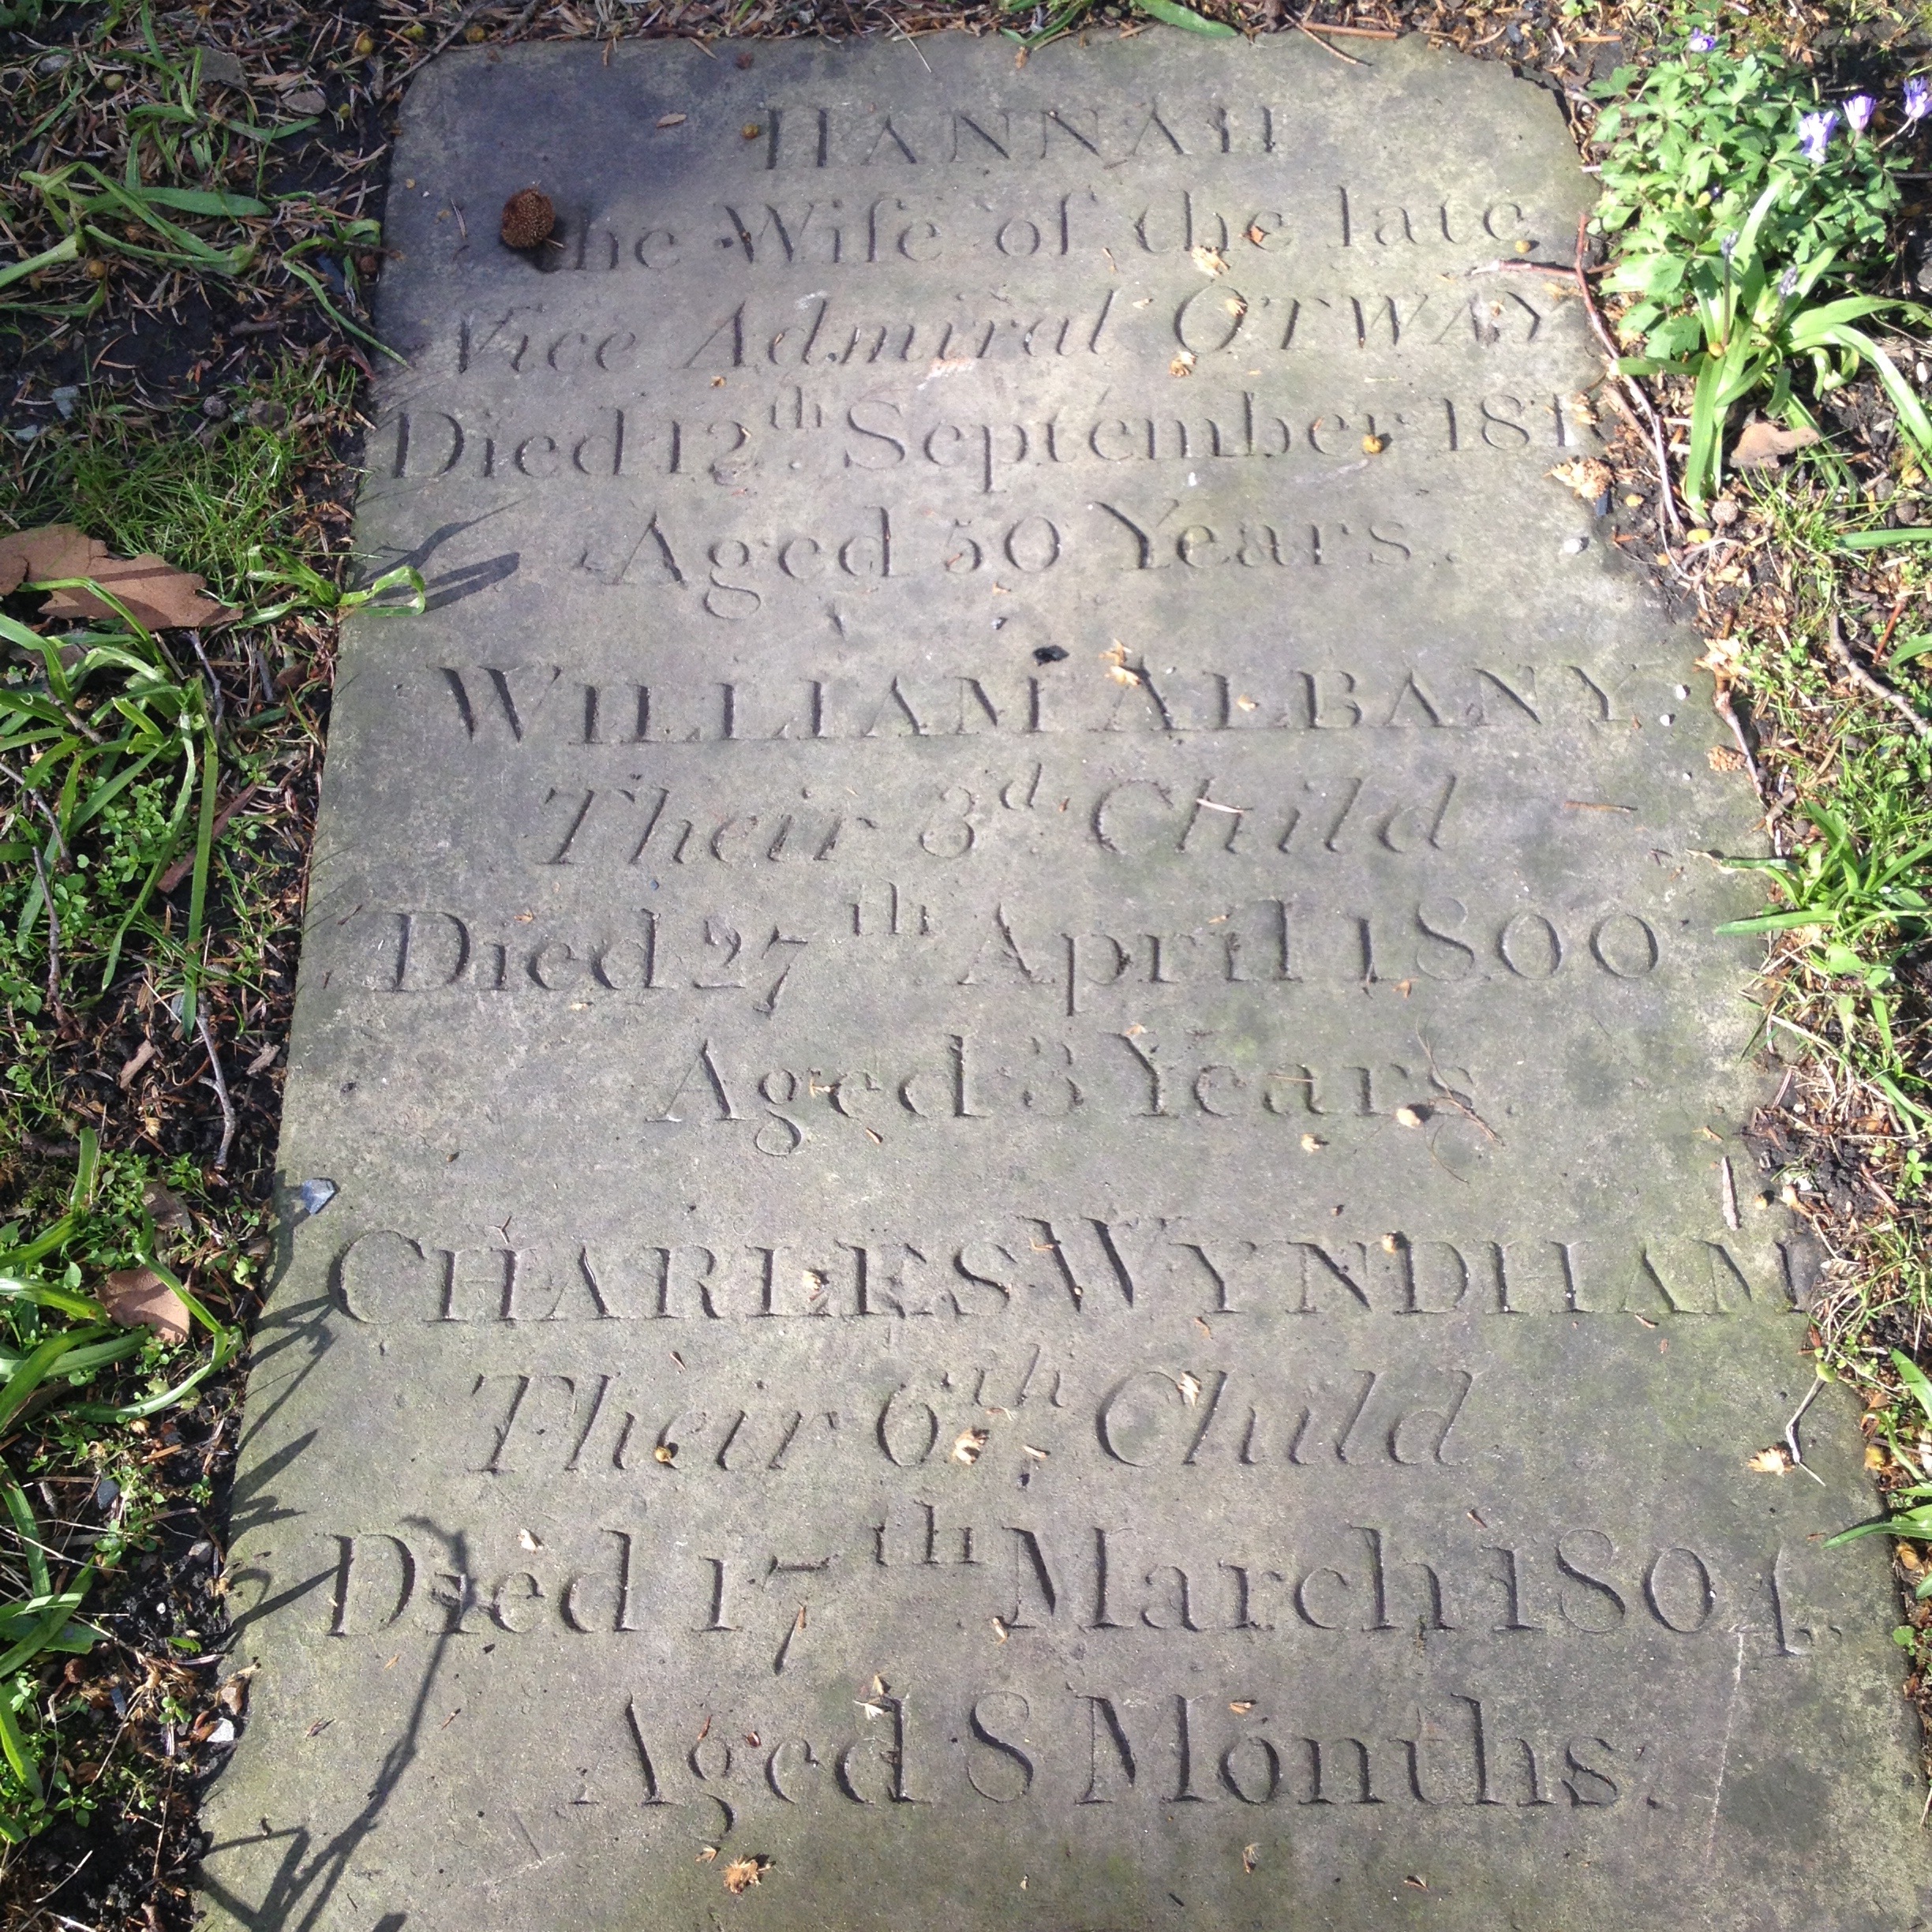 HANNAH
The Wife of the late
Vice Admiral OTWAY
Died 12th September
Aged 50 Years.
WILLIAM ALBANY
Their 3d Child
Died 27th April 1800
Aged 3 Years.
CHARLES WYNDHAM
Their 6th Child
Died 17th March 1804.
Aged 8 Months.